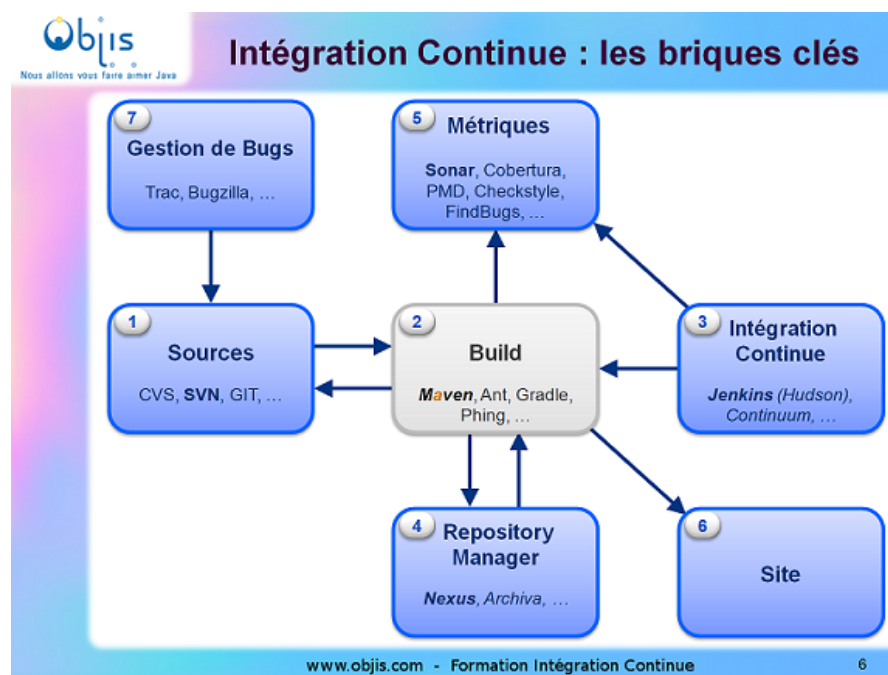 Objis
Nous allons vous faire aimer Java
Intégration Continue : les briques clés
7
Gestion de Bugs
Trac, Bugzilla, …
5
Métriques
Sonar, Cobertura,
PMD, Checkstyle,
FindBugs, …
1
Sources
CVS, SVN, GIT, …
2
Build
Maven, Ant, Gradle,
Phing, …
3
Intégration
Continue
Jenkins (Hudson),
Continuum, …
4
Repository
Manager
Nexus, Archiva, …
6
Site
www.objis.com - Formation Intégration Continue
6